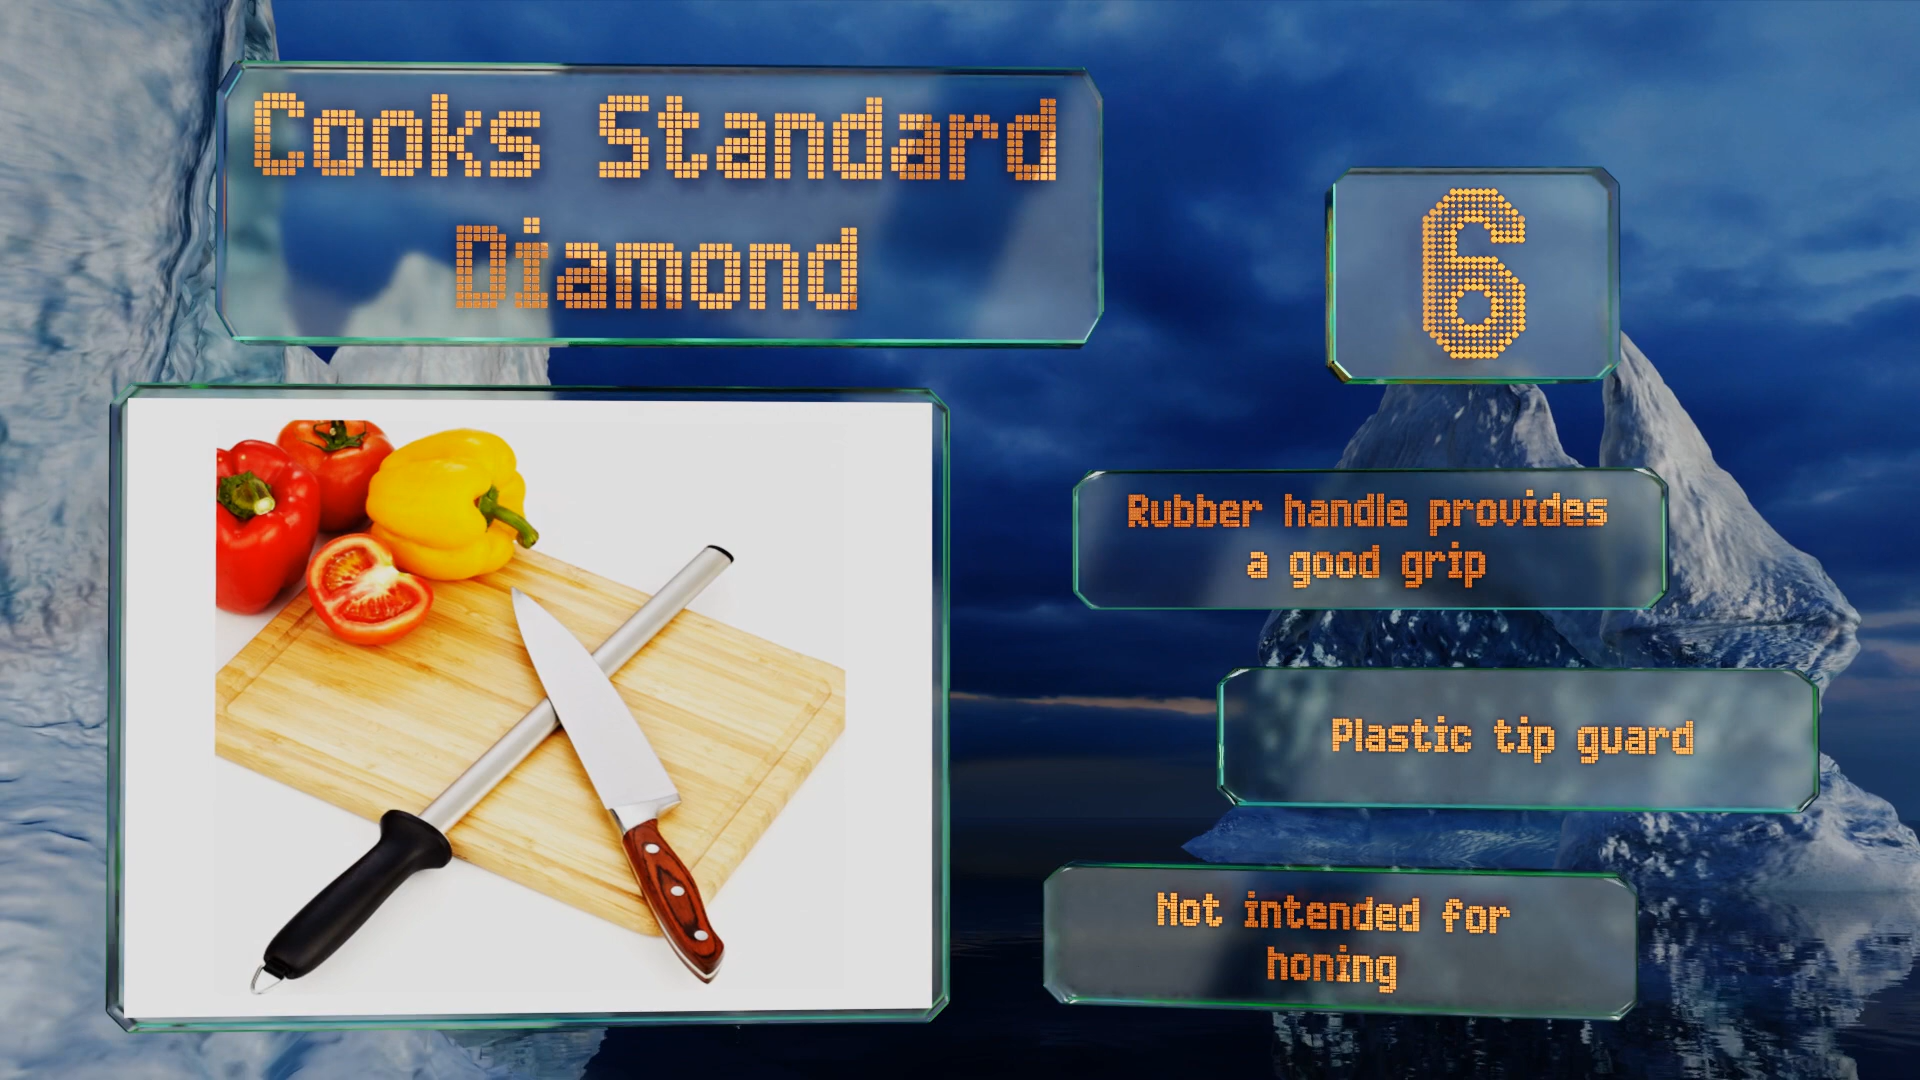 Cooks Standard
Diamond
6
Rubber handle provides
a good grip
Plastic tip guard
Not intended for
honing